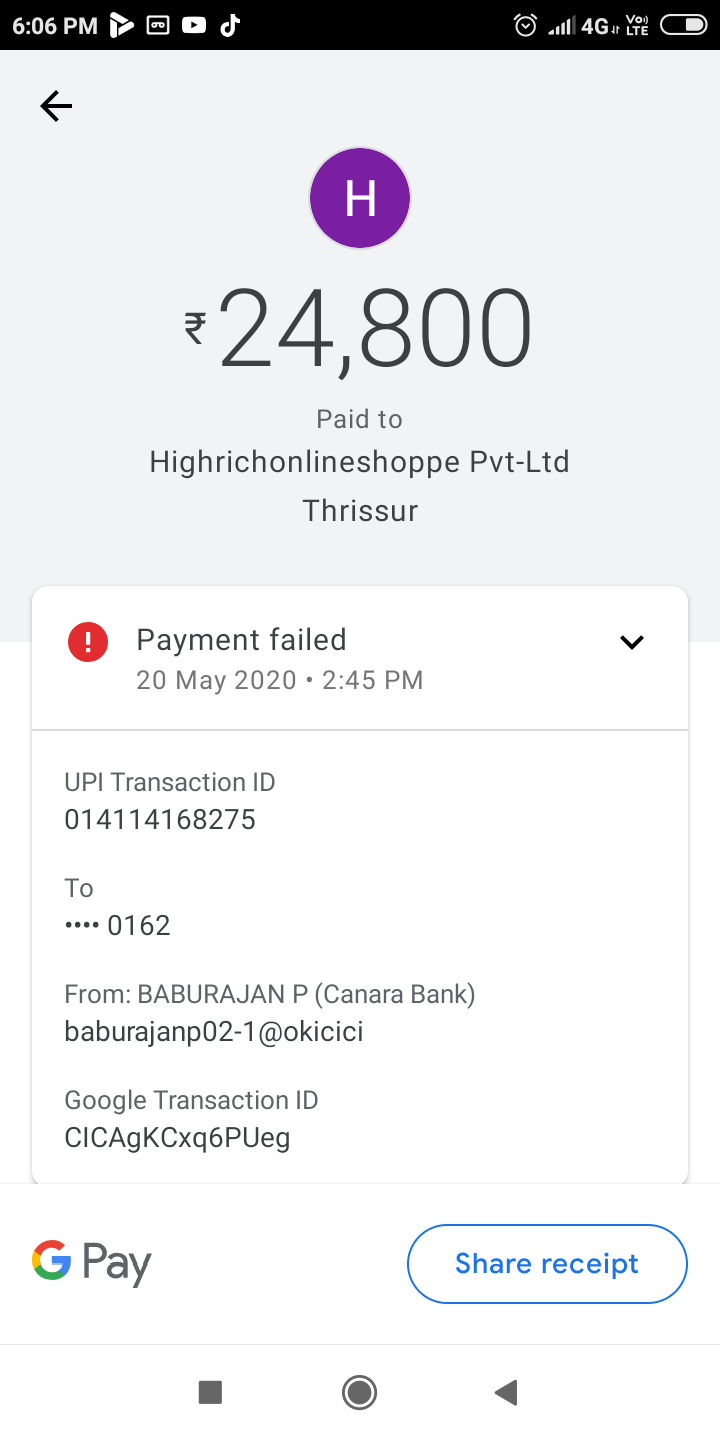 6:06 PM 4G Vo) LTE
H
₹24,800
Paid to
Highrichonlineshoppe Pvt-Ltd
Thrissur
! Payment failed
20 May 2020 • 2:45 PM
UPI Transaction ID
014114168275
To
•••• 0162
From: BABURAJAN P (Canara Bank)
baburajanp02-1@okicici
Google Transaction ID
CICAgKCxq6PUeg
G Pay
Share receipt